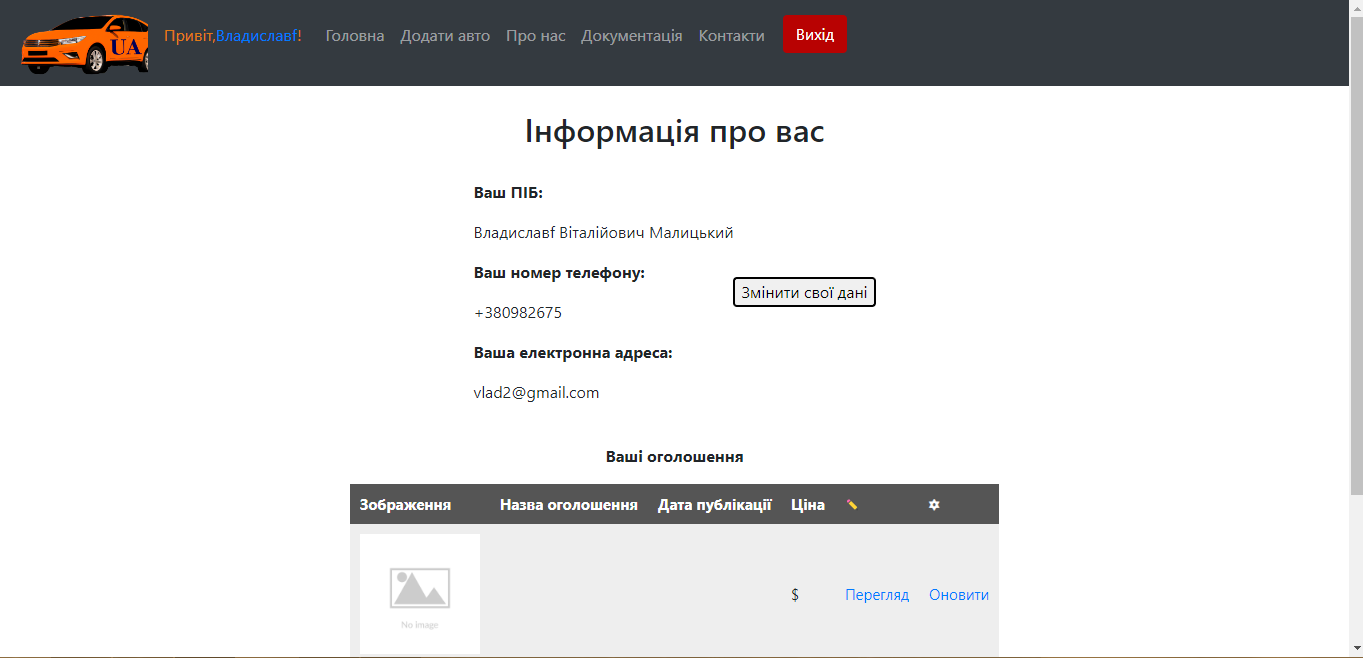 UA
Привіт,Владиславf!
Головна
Додати авто
Про нас
Документація
Контакти
Вихід
Інформація про вас
Ваш ПІБ:
Владиславf Віталійович Малицький
Ваш номер телефону:
+380982675
Змінити свої дані
Ваша електронна адреса:
vlad2@gmail.com
Ваші оголошення
Зображення Назва оголошення Дата публікації Ціна
No image
$ Перегляд Оновити